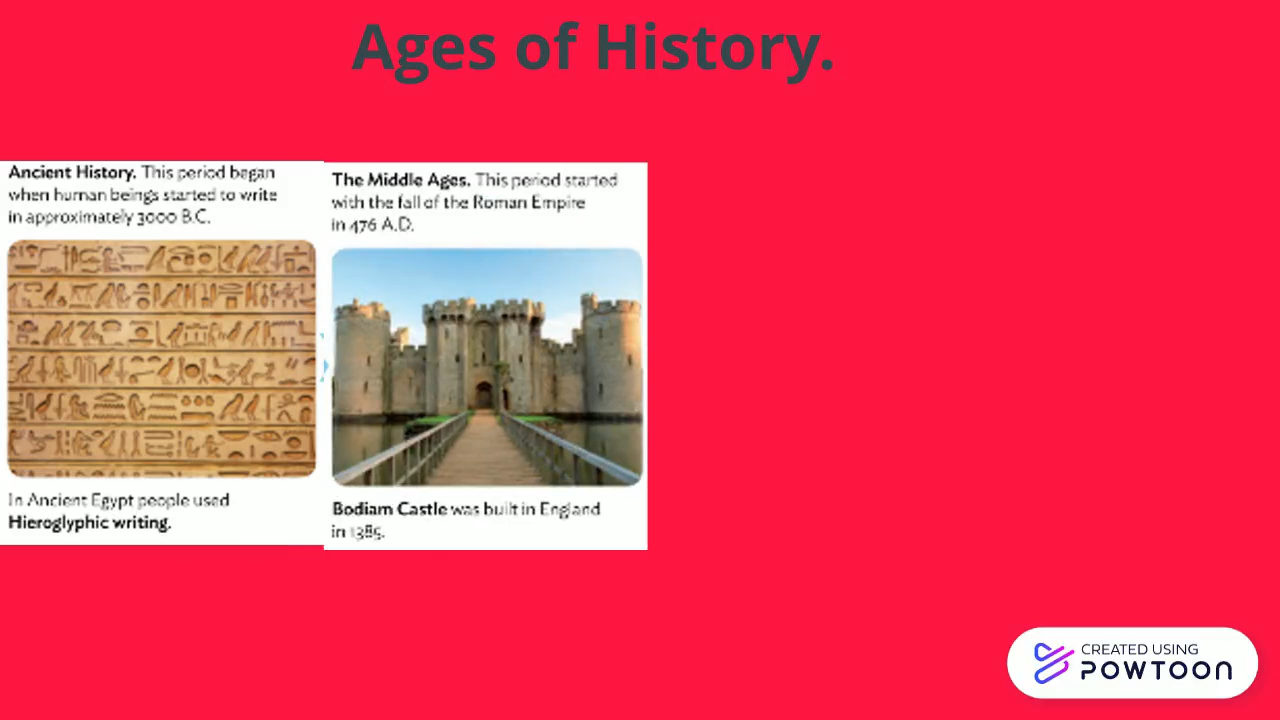 Ages of History.
Ancient History. This period began
when human beings started to write
in approximately 3000 B.C.
In Ancient Egypt people used
Hieroglyphic writing.
The Middle Ages. This period started
with the fall of the Roman Empire
in 476 A.D.
Bodiam Castle was built in England
in 1385.
CREATED USING
POWTOON